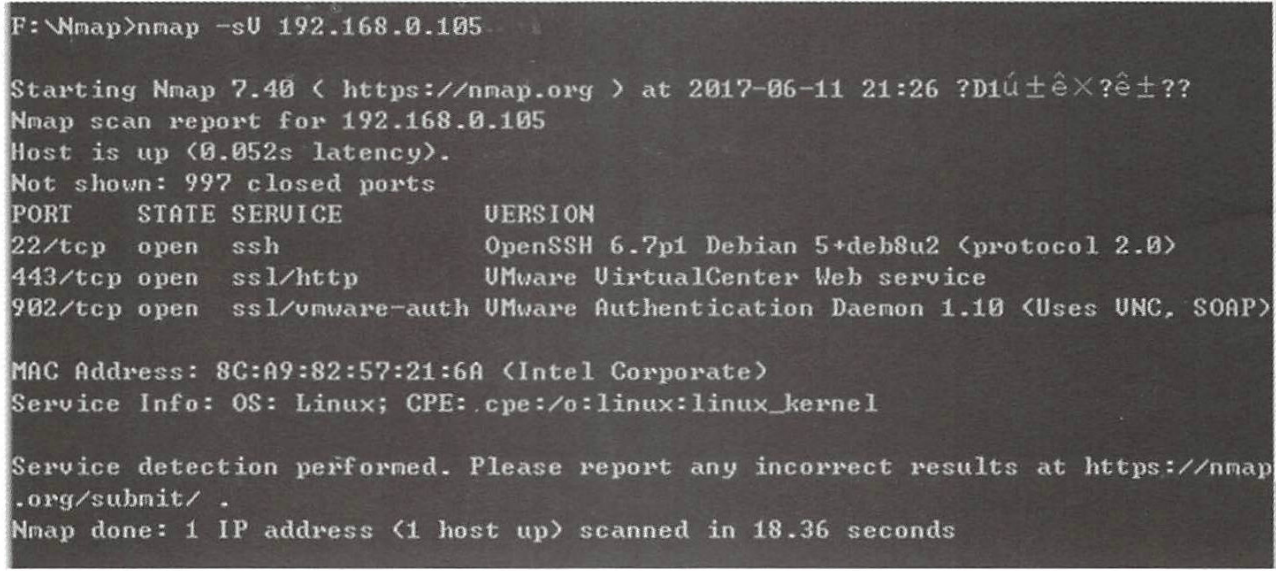 F:\Nmap>nmap -sV 192.168.0.105
Starting Nmap 7.40 ( https://nmap.org ) at 2017-06-11 21:26 ?D1ú±ê×?ê±??
Nmap scan report for 192.168.0.105
Host is up (0.052s latency).
Not shown: 997 closed ports
PORT STATE SERVICE VERSION
22/tcp open ssh OpenSSH 6.7p1 Debian 5+deb8u2 (protocol 2.0)
443/tcp open ssl/http VMware VirtualCenter Web service
902/tcp open ssl/vmware-auth VMware Authentication Daemon 1.10 (Uses VNC, SOAP)
MAC Address: 8C:A9:82:57:21:6A (Intel Corporate)
Service Info: OS: Linux; CPE: cpe:/o:linux:linux_kernel
Service detection performed. Please report any incorrect results at https://nmap
.org/submit/ .
Nmap done: 1 IP address (1 host up) scanned in 18.36 seconds